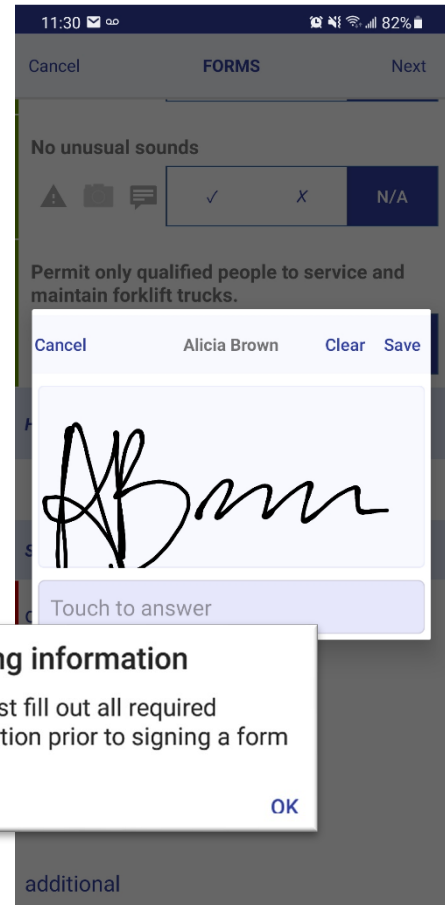 11:30 82%
Cancel FORMS Next
No unusual sounds
✓ X N/A
Permit only qualified people to service and
maintain forklift trucks.
Cancel Alicia Brown Clear Save
Touch to answer
ng information
st fill out all required
tion prior to signing a form
OK
additional